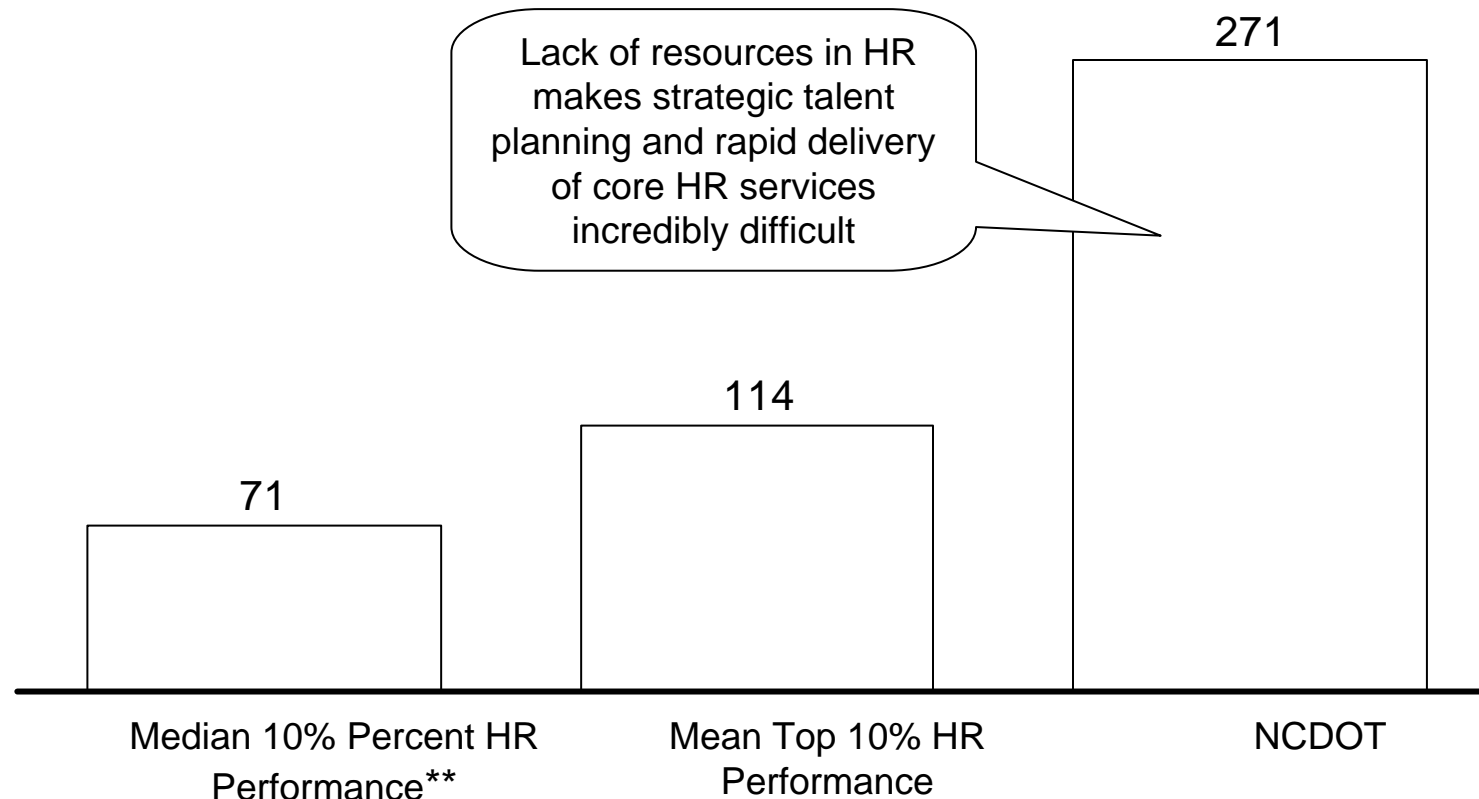 Lack of resources in HR
makes strategic talent
planning and rapid delivery
of core HR services
incredibly difficult
271
114
71
Median 10% Percent HR
Performance**
Mean Top 10% HR
Performance
NCDOT